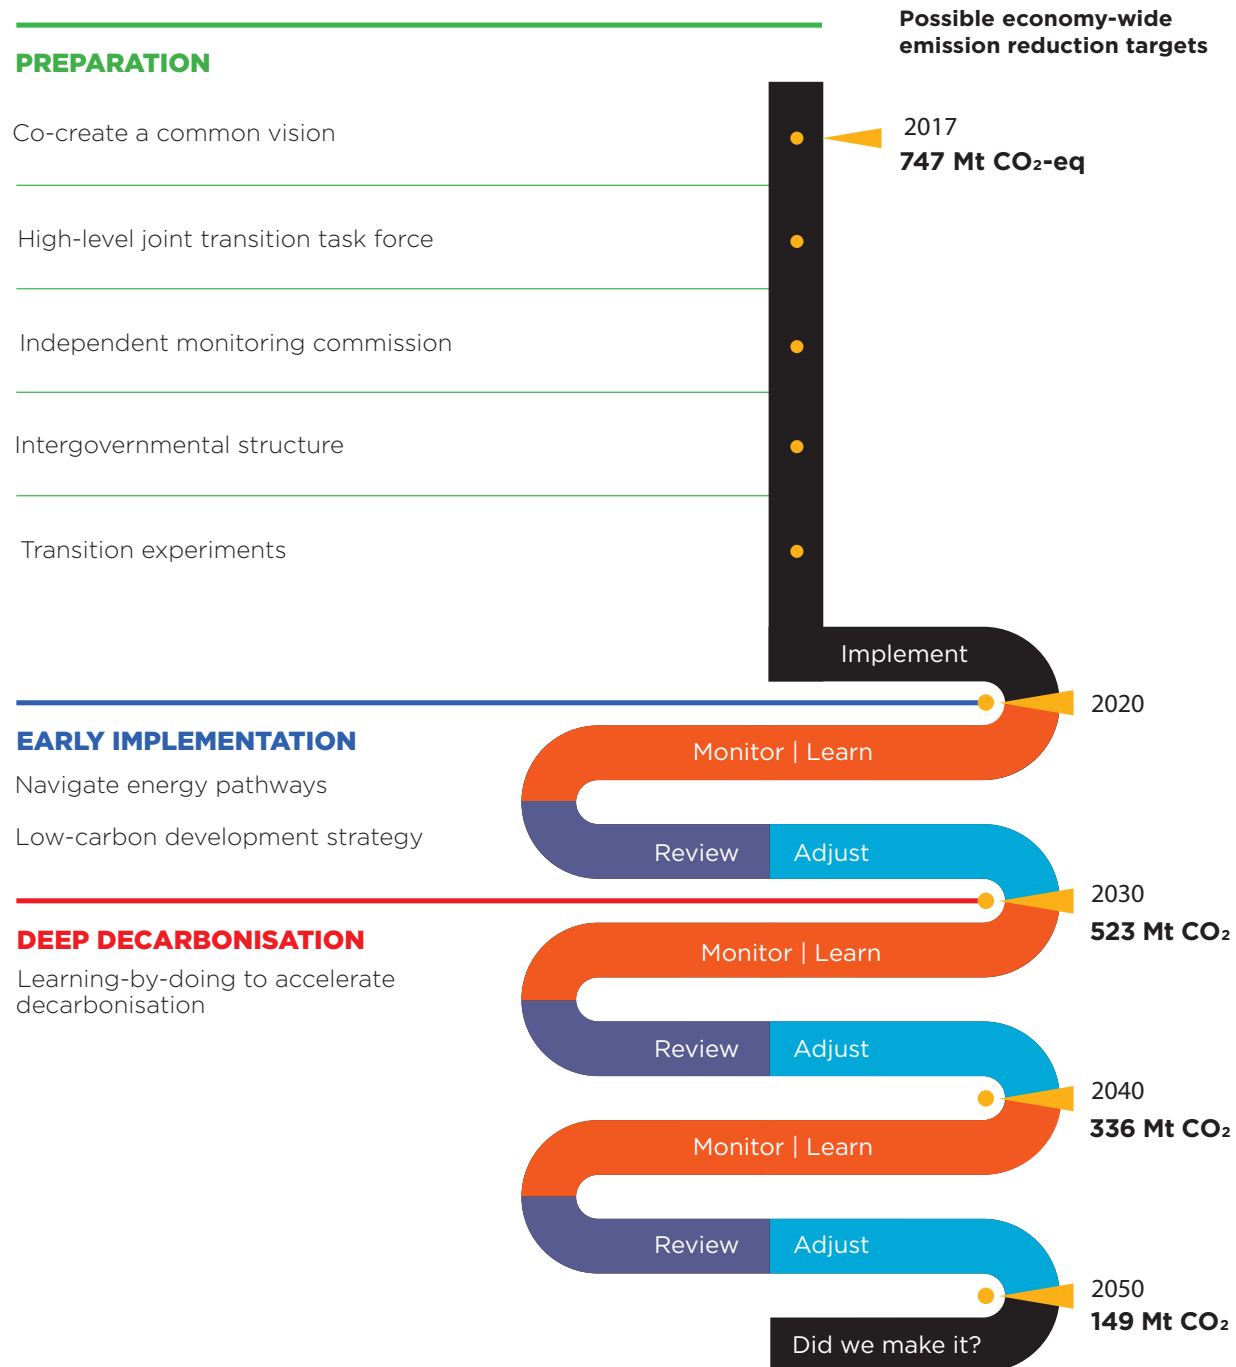 Possible economy-wide
emission reduction targets
PREPARATION
Co-create a common vision
2017
747 Mt CO₂-eq
High-level joint transition task force
Independent monitoring commission
Intergovernmental structure
Transition experiments
Implement
2020
EARLY IMPLEMENTATION
Monitor | Learn
Navigate energy pathways
Low-carbon development strategy
Review
Adjust
2030
523 Mt CO₂
DEEP DECARBONISATION
Monitor | Learn
Learning-by-doing to accelerate
decarbonisation
Review
Adjust
2040
336 Mt CO₂
Monitor | Learn
Review
Adjust
2050
149 Mt CO₂
Did we make it?